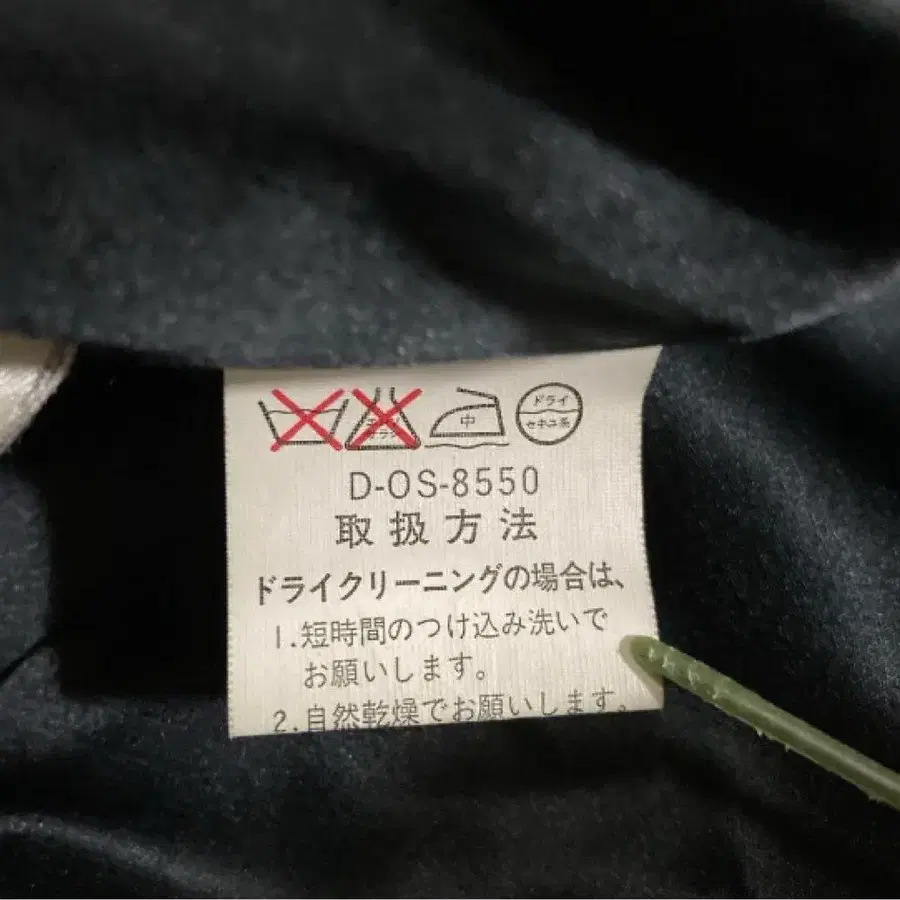 中
ドライ
セキユ系
D-OS-8550
取扱方法
ドライクリーニングの場合は、
1.短時間のつけ込み洗いで
お願いします。
2.自然乾燥でお願いします。